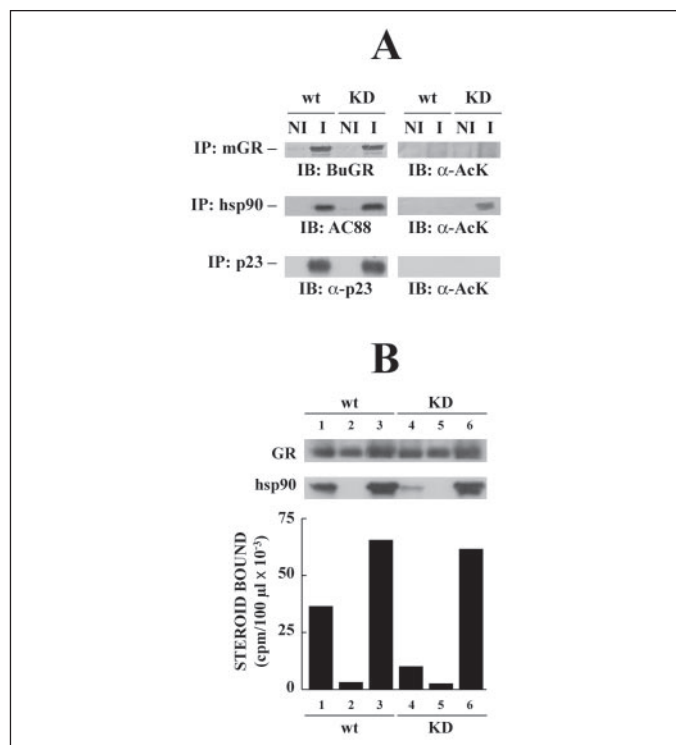 A
wt KD wt KD
NI I NI I NI I NI I
IP: mGR –
IB: BuGR IB: α-AcK
IP: hsp90 –
IB: AC88 IB: α-AcK
IP: p23 –
IB: α-p23 IB: α-AcK
B
wt KD
1 2 3 4 5 6
GR
hsp90
STEROID BOUND
(cpm/100 µl x 10⁻³)
75
50
25
0
1 2 3 4 5 6
wt KD